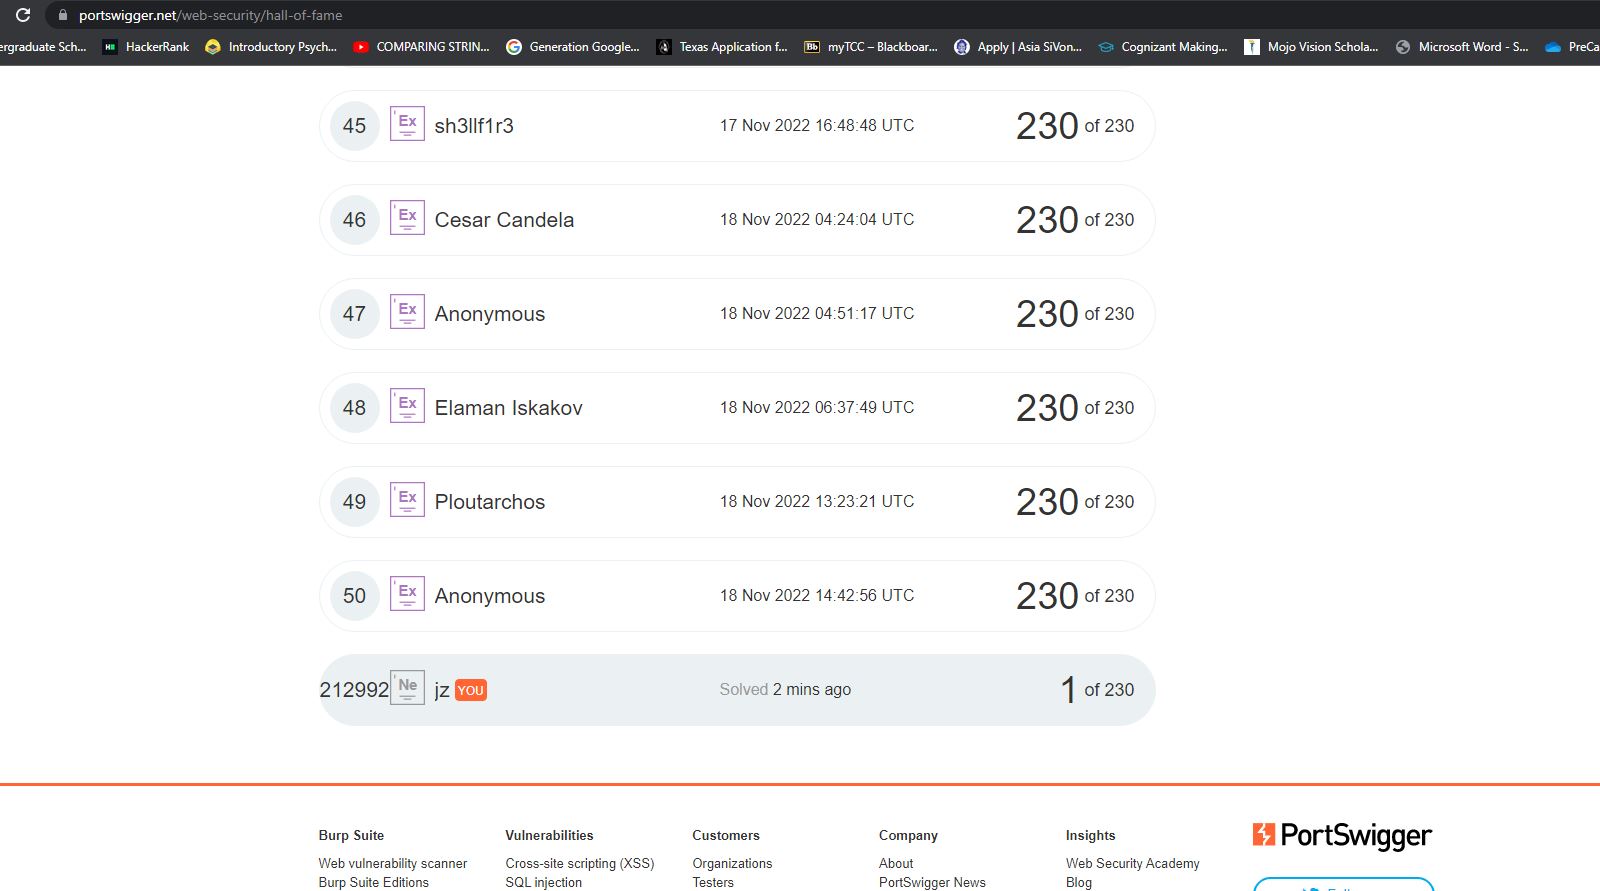 portswigger.net/web-security/hall-of-fame
ergraduate Sch... HackerRank Introductory Psych... COMPARING STRIN... Generation Google... Texas Application f... myTCC – Blackboar... Apply | Asia SiVon... Cognizant Making... Mojo Vision Schola... Microsoft Word - S... PreCa
45 Ex sh3llf1r3 17 Nov 2022 16:48:48 UTC 230 of 230
46 Ex Cesar Candela 18 Nov 2022 04:24:04 UTC 230 of 230
47 Ex Anonymous 18 Nov 2022 04:51:17 UTC 230 of 230
48 Ex Elaman Iskakov 18 Nov 2022 06:37:49 UTC 230 of 230
49 Ex Ploutarchos 18 Nov 2022 13:23:21 UTC 230 of 230
50 Ex Anonymous 18 Nov 2022 14:42:56 UTC 230 of 230
212992 Ne jz YOU Solved 2 mins ago 1 of 230
Burp Suite Vulnerabilities Customers Company Insights PortSwigger
Web vulnerability scanner Cross-site scripting (XSS) Organizations About Web Security Academy
Burp Suite Editions SQL injection Testers PortSwigger News Blog